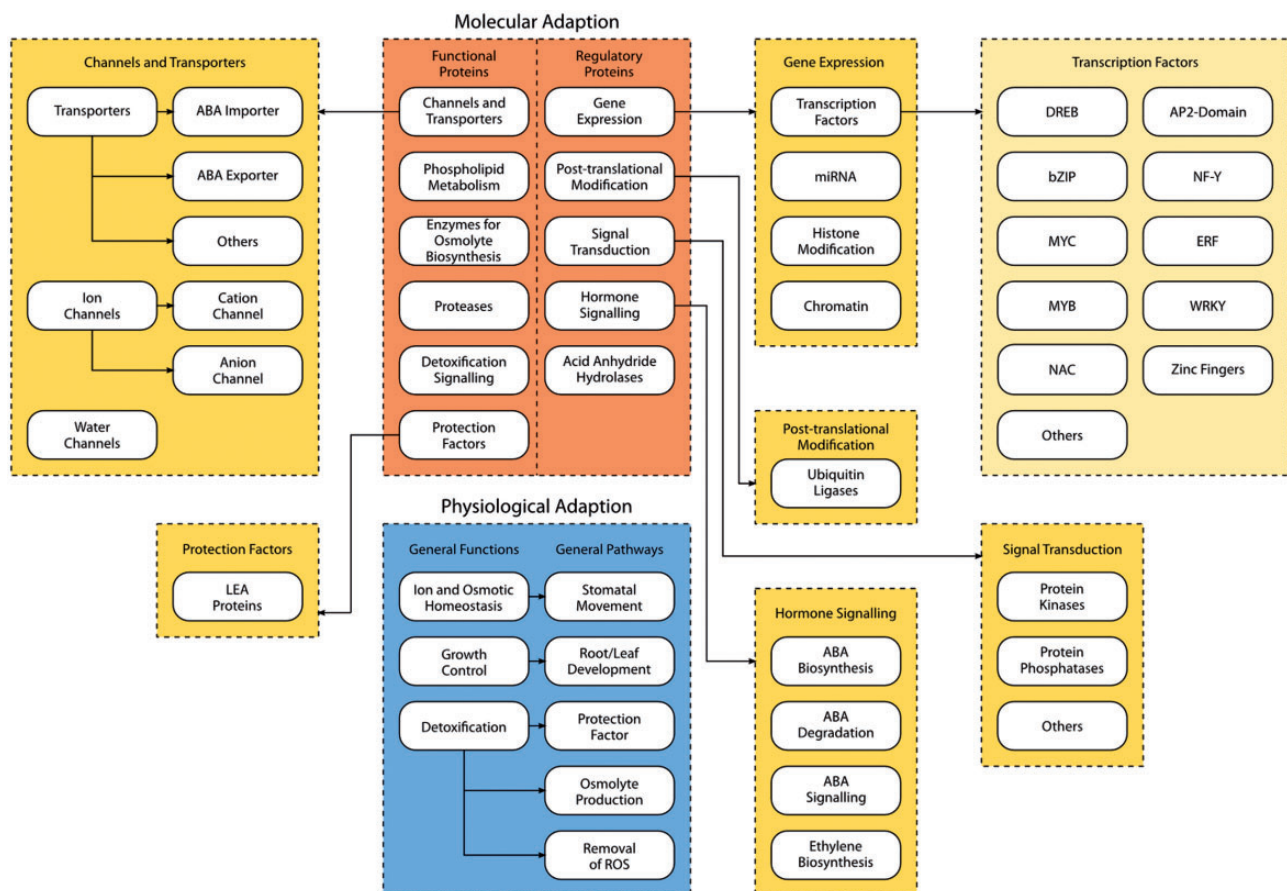 Molecular Adaption
Channels and Transporters
Transporters
ABA Importer
ABA Exporter
Others
Ion
Channels
Cation
Channel
Anion
Channel
Water
Channels
Functional
Proteins
Channels and
Transporters
Phospholipid
Metabolism
Enzymes for
Osmolyte
Biosynthesis
Proteases
Detoxification
Signalling
Protection
Factors
Regulatory
Proteins
Gene
Expression
Post-translational
Modification
Signal
Transduction
Hormone
Signalling
Acid Anhydride
Hydrolases
Gene Expression
Transcription
Factors
miRNA
Histone
Modification
Chromatin
Transcription Factors
DREB
AP2-Domain
bZIP
NF-Y
MYC
ERF
MYB
WRKY
NAC
Zinc Fingers
Others
Post-translational
Modification
Ubiquitin
Ligases
Protection Factors
LEA
Proteins
Physiological Adaption
General Functions
General Pathways
Ion and Osmotic
Homeostasis
Stomatal
Movement
Growth
Control
Root/Leaf
Development
Detoxification
Protection
Factor
Osmolyte
Production
Removal
of ROS
Hormone Signalling
ABA
Biosynthesis
ABA
Degradation
ABA
Signalling
Ethylene
Biosynthesis
Signal Transduction
Protein
Kinases
Protein
Phosphatases
Others